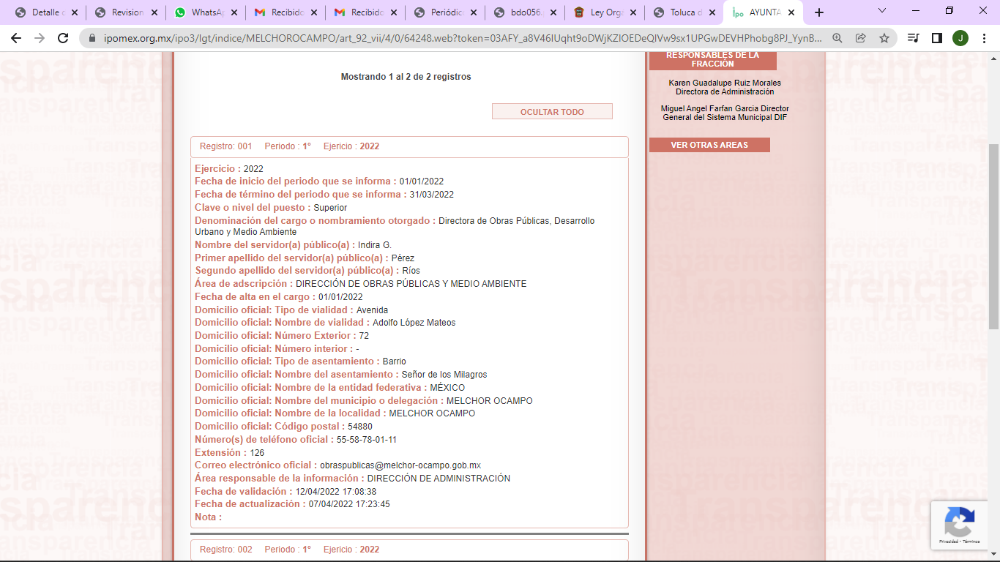 Detalle d
Revision
WhatsA
Recibido
Recibido
Periódic
bdo056.
Ley Orga
Toluca d
ipo AYUNTA
ipomex.org.mx/ipo3/lgt/indice/MELCHOROCAMPO/art_92_vii/4/0/64248.web?token=03AFY_a8V46IUqht9oDWjKZIOEDeQlVw9sx1UPGwDEVHPhobg8PJ_YynB...
J
Mostrando 1 al 2 de 2 registros
OCULTAR TODO
Registro: 001 Periodo : 1° Ejericio : 2022
Ejercicio : 2022
Fecha de inicio del periodo que se informa : 01/01/2022
Fecha de término del periodo que se informa : 31/03/2022
Clave o nivel del puesto : Superior
Denominación del cargo o nombramiento otorgado : Directora de Obras Públicas, Desarrollo
Urbano y Medio Ambiente
Nombre del servidor(a) público(a) : Indira G.
Primer apellido del servidor(a) público(a) : Pérez
Segundo apellido del servidor(a) público(a) : Ríos
Área de adscripción : DIRECCIÓN DE OBRAS PÚBLICAS Y MEDIO AMBIENTE
Fecha de alta en el cargo : 01/01/2022
Domicilio oficial: Tipo de vialidad : Avenida
Domicilio oficial: Nombre de vialidad : Adolfo López Mateos
Domicilio oficial: Número Exterior : 72
Domicilio oficial: Número interior : -
Domicilio oficial: Tipo de asentamiento : Barrio
Domicilio oficial: Nombre del asentamiento : Señor de los Milagros
Domicilio oficial: Nombre de la entidad federativa : MÉXICO
Domicilio oficial: Nombre del municipio o delegación : MELCHOR OCAMPO
Domicilio oficial: Nombre de la localidad : MELCHOR OCAMPO
Domicilio oficial: Código postal : 54880
Número(s) de teléfono oficial : 55-58-78-01-11
Extensión : 126
Correo electrónico oficial : obraspublicas@melchor-ocampo.gob.mx
Área responsable de la información : DIRECCIÓN DE ADMINISTRACIÓN
Fecha de validación : 12/04/2022 17:08:38
Fecha de actualización : 07/04/2022 17:23:45
Nota :
Registro: 002 Periodo : 1° Ejericio : 2022
RESPONSABLES DE LA
FRACCIÓN
Karen Guadalupe Ruiz Morales
Directora de Administración
Miguel Angel Farfan Garcia Director
General del Sistema Municipal DIF
VER OTRAS AREAS
Privacidad - Términos